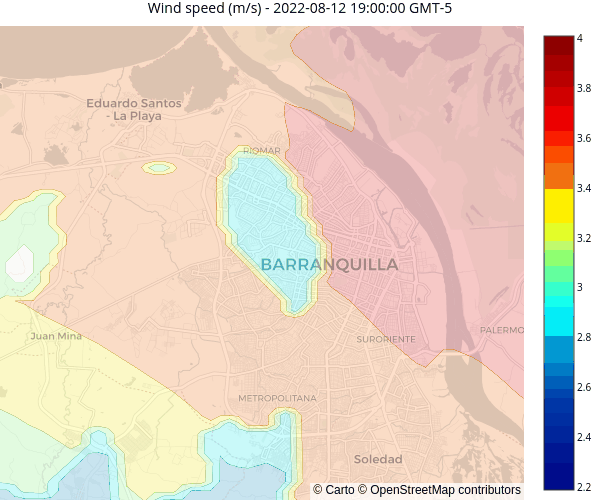 Wind speed (m/s) - 2022-08-12 19:00:00 GMT-5
Eduardo Santos
- La Playa
RIOMAR
BARRANQUILLA
Juan Mina
SURORIENTE
PALERMO
METROPOLITANA
Soledad
© Carto © OpenStreetMap contributors
4
3.8
3.6
3.4
3.2
3
2.8
2.6
2.4
2.2